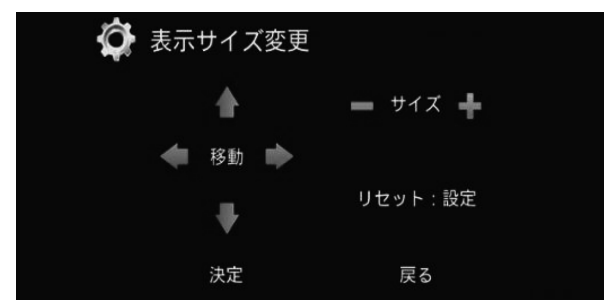 表示サイズ変更
サイズ
移動
リセット：設定
決定
戻る